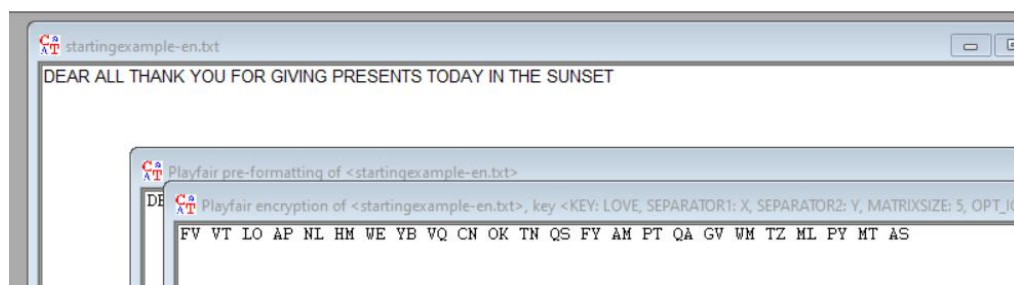 startingexample-en.txt
DEAR ALL THANK YOU FOR GIVING PRESENTS TODAY IN THE SUNSET
Playfair pre-formatting of <startingexample-en.txt>
DE
Playfair encryption of <startingexample-en.txt>, key <KEY: LOVE, SEPARATOR1: X, SEPARATOR2: Y, MATRIXSIZE: 5, OPT_IG
FV VT LO AP NL HM WE YB VQ CN OK TN QS FY AM PT QA GV WM TZ ML PY MT AS